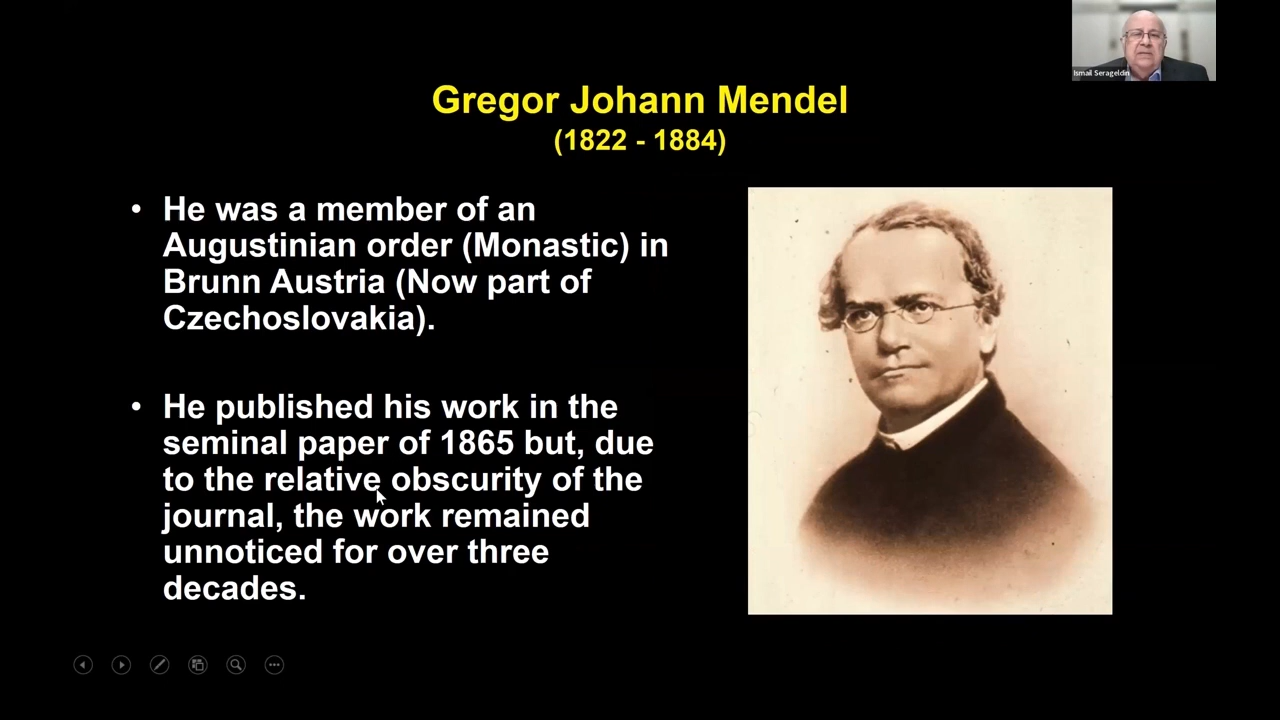 Ismail Serageldin
Gregor Johann Mendel
(1822 - 1884)
• He was a member of an
Augustinian order (Monastic) in
Brunn Austria (Now part of
Czechoslovakia).
• He published his work in the
seminal paper of 1865 but, due
to the relative obscurity of the
journal, the work remained
unnoticed for over three
decades.